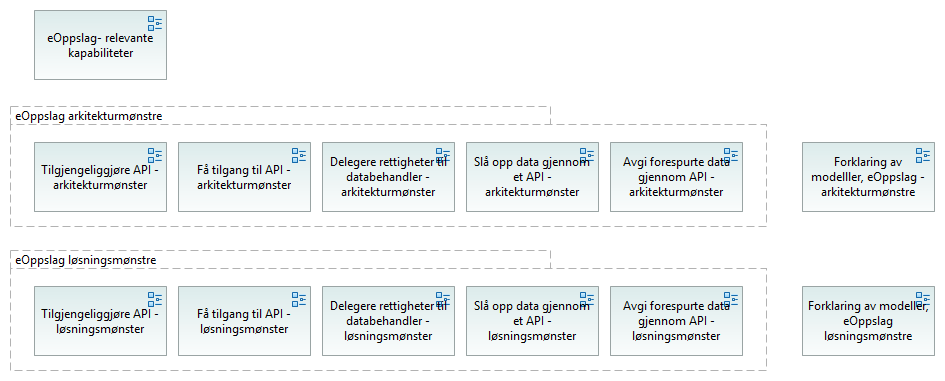 eOppslag- relevante
kapabiliteter
eOppslag arkitekturmønstre
Tilgjengeliggjøre API -
arkitekturmønster
Få tilgang til API -
arkitekturmønster
Delegere rettigheter til
databehandler -
arkitekturmønster
Slå opp data gjennom
et API -
arkitekturmønster
Avgi forespurte data
gjennom API -
arkitekturmønster
Forklaring av
modelller, eOppslag -
arkitekturmønstre
eOppslag løsningsmønstre
Tilgjengeliggjøre API -
løsningsmønster
Få tilgang til API -
løsningsmønster
Delegere rettigheter til
databehandler -
løsningsmønster
Slå opp data gjennom
et API -
løsningsmønster
Avgi forespurte data
gjennom API -
løsningsmønster
Forklaring av modeller,
eOppslag
løsningsmønstre